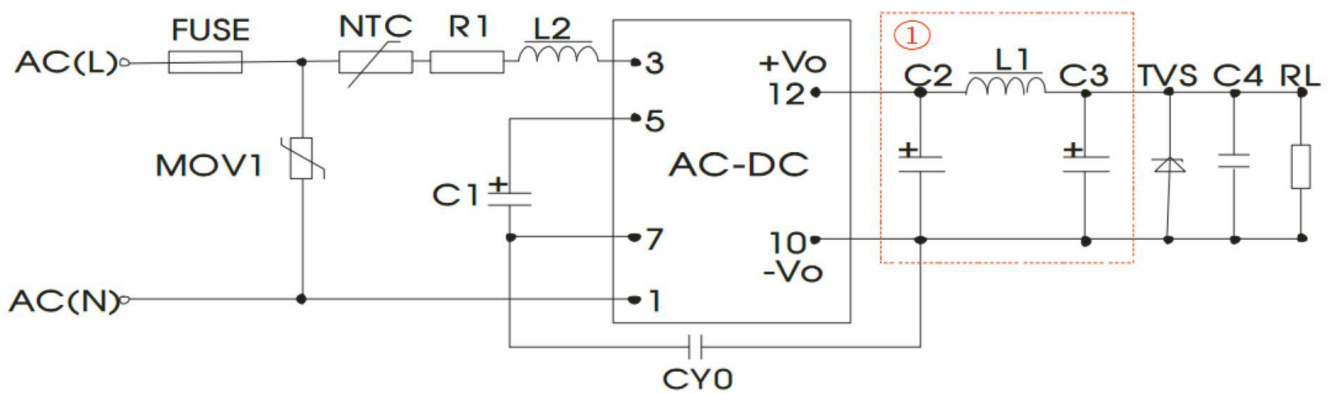 FUSE NTC R1 L2
AC(L)
3
5
MOV1
C1
7
AC(N)
1
AC-DC
+Vo
12
10
-Vo
①
C2 L1 C3 TVS C4 RL
+
+
+
CY0